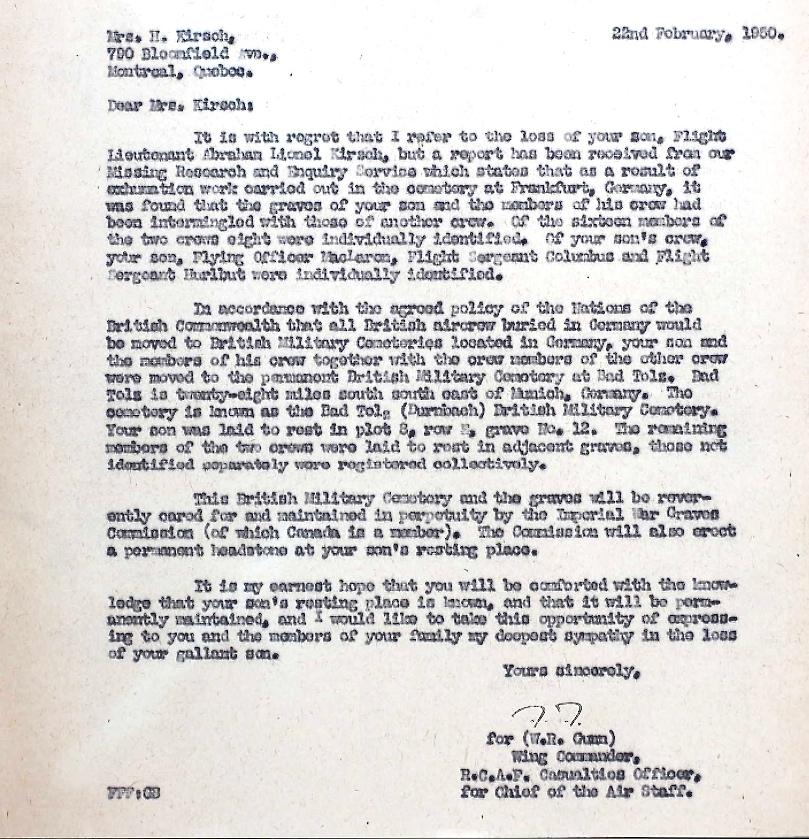 Mrs. H. Kirsch,
22nd February, 1950.
790 Bloomfield Ave.,
Montreal, Quebec.
Dear Mrs. Kirsch:
It is with regret that I refer to the loss of your son, Flight
Lieutenant Abraham Lionel Kirsch, but a report has been received from our
Missing Research and Enquiry Service which states that as a result of
exhumation work carried out in the cemetery at Frankfurt, Germany, it
was found that the graves of your son and the members of his crew had
been intermingled with those of another crew. Of the sixteen members of
the two crews eight were individually identified. Of your son's crew,
your son, Flying Officer MacLaren, Flight Sergeant Columbus and Flight
Sergeant Hurlbut were individually identified.
In accordance with the agreed policy of the Nations of the
British Commonwealth that all British aircrew buried in Germany would
be moved to British Military Cemeteries located in Germany, your son and
the members of his crew together with the crew members of the other crew
were moved to the permanent British Military Cemetery at Bad Tolz. Bad
Tolz is twenty-eight miles south south east of Munich, Germany. The
cemetery is known as the Bad Tolz (Durnbach) British Military Cemetery.
Your son was laid to rest in plot 8, row E, grave No. 12. The remaining
members of the two crews were laid to rest in adjacent graves, those not
identified separately were registered collectively.
This British Military Cemetery and the graves will be rever-
ently cared for and maintained in perpetuity by the Imperial War Graves
Commission (of which Canada is a member). The Commission will also erect
a permanent headstone at your son's resting place.
It is my earnest hope that you will be comforted with the know-
ledge that your son's resting place is known, and that it will be perm-
anently maintained, and I would like to take this opportunity of express-
ing to you and the members of your family my deepest sympathy in the loss
of your gallant son.
Yours sincerely,
for (W.R. Gunn)
Wing Commander,
R.C.A.F. Casualties Officer,
for Chief of the Air Staff.